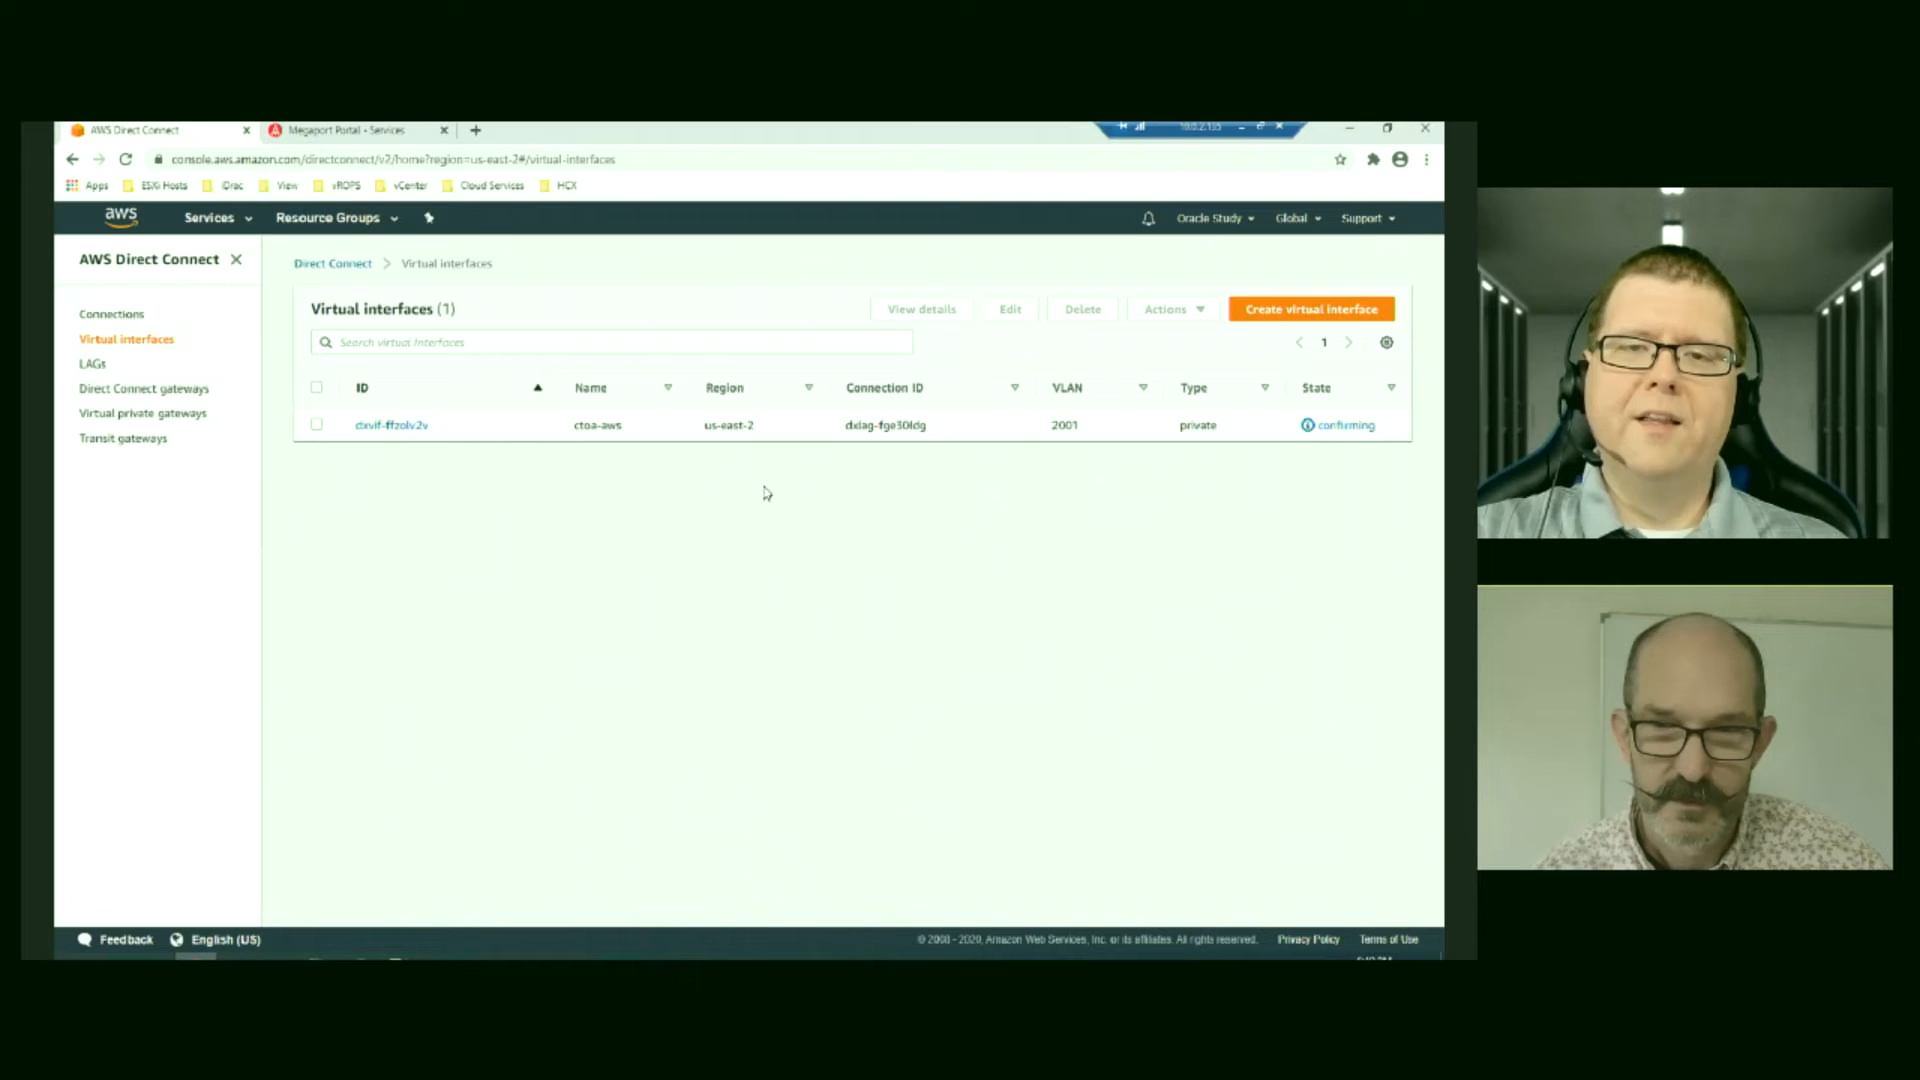 AWS Direct Connect
Megaport Portal - Services
10.0.2.135
console.aws.amazon.com/directconnect/v2/home?region=us-east-2#/virtual-interfaces
Apps ESXi Hosts iDrac View vROPS vCenter Cloud Services HCX
aws Services Resource Groups Oracle Study Global Support
AWS Direct Connect
Connections
Virtual interfaces
LAGs
Direct Connect gateways
Virtual private gateways
Transit gateways
Direct Connect > Virtual interfaces
Virtual interfaces (1) View details Edit Delete Actions Create virtual interface
Search virtual interfaces
1
ID Name Region Connection ID VLAN Type State
dxvif-ffzolv2v ctoa-aws us-east-2 dxlag-fge30ldg 2001 private confirming
Feedback English (US) © 2008 - 2020, Amazon Web Services, Inc. or its affiliates. All rights reserved. Privacy Policy Terms of Use